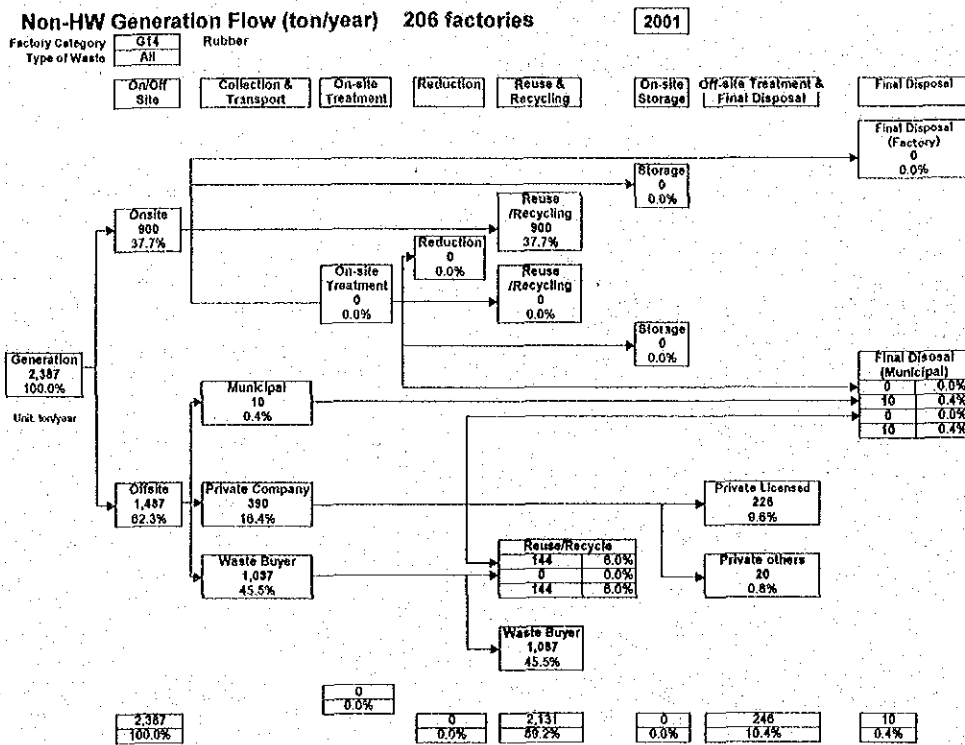 Non-HW Generation Flow (ton/year) 206 factories 2001
Factory Category G14 Rubber
Type of Waste All
On/Off Site
Collection & Transport
On-site Treatment
Reduction
Reuse & Recycling
On-site Storage
Off-site Treatment & Final Disposal
Final Disposal
Final Disposal
(Factory)
0
0.0%
Storage
0
0.0%
Onsite
900
37.7%
Reuse
/Recycling
900
37.7%
Reduction
0
0.0%
On-site
Treatment
0
0.0%
Reuse
/Recycling
0
0.0%
Storage
0
0.0%
Generation
2,387
100.0%
Unit: ton/year
Final Disosal
(Municipal)
0 0.0%
10 0.4%
0 0.0%
10 0.4%
Municipal
10
0.4%
Offsite
1,487
62.3%
Private Company
390
16.4%
Private Licensed
226
Reuse/Recycle
144 6.0%
0 0.0%
144 6.0%
Private others
20
0.8%
Waste Buyer
1,087
45.5%
Waste Buyer
1,087
45.5%
0
0.0%
2,387
100.0%
0
0.0%
2,131
0
0.0%
246
10.4%
10
0.4%